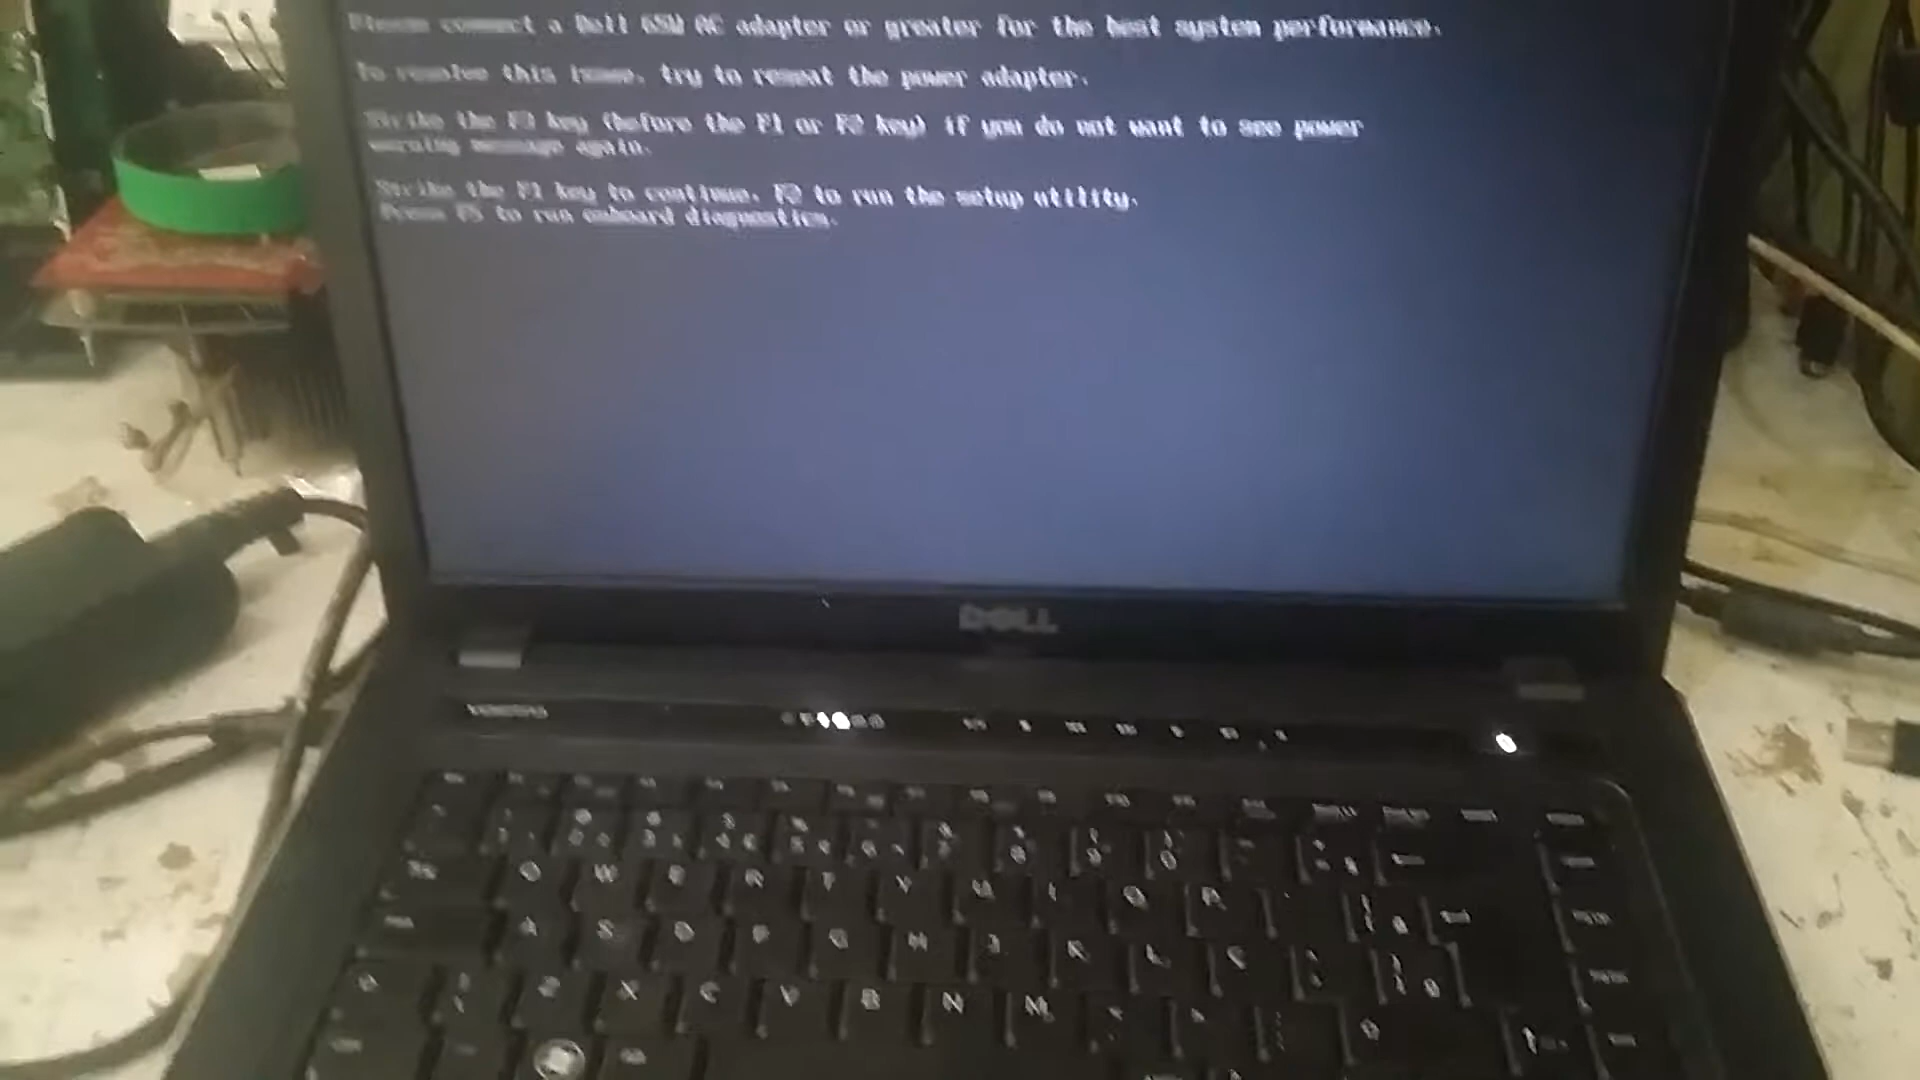 Please connect a Dell 65W AC adapter or greater for the best system performance.
To resolve this issue, try to reseat the power adapter.
Strike the F3 key (before the F1 or F2 key) if you do not want to see power
warning message again.
Strike the F1 key to continue, F2 to run the setup utility.
Press F5 to run onboard diagnostics.
DELL
Q W E R T Y U I O P
A S D F G H J K L Ç
Z X C V B N M